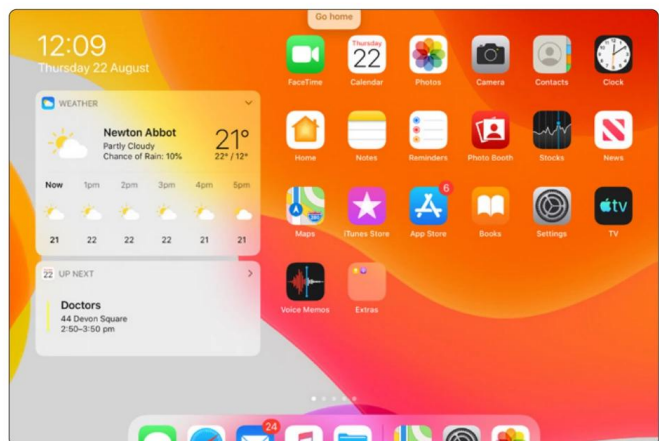 Go home
12:09
Thursday 22 August
WEATHER
Newton Abbot
Partly Cloudy
Chance of Rain: 10%
21°
22° / 12°
Now 1pm 2pm 3pm 4pm 5pm
21 22 22 22 21 21
22 UP NEXT
Doctors
44 Devon Square
2:50–3:50 pm
Thursday
22
FaceTime Calendar Photos Camera Contacts Clock
Home Notes Reminders Photo Booth Stocks News
280
6
tv
Maps iTunes Store App Store Books Settings TV
Voice Memos Extras
24